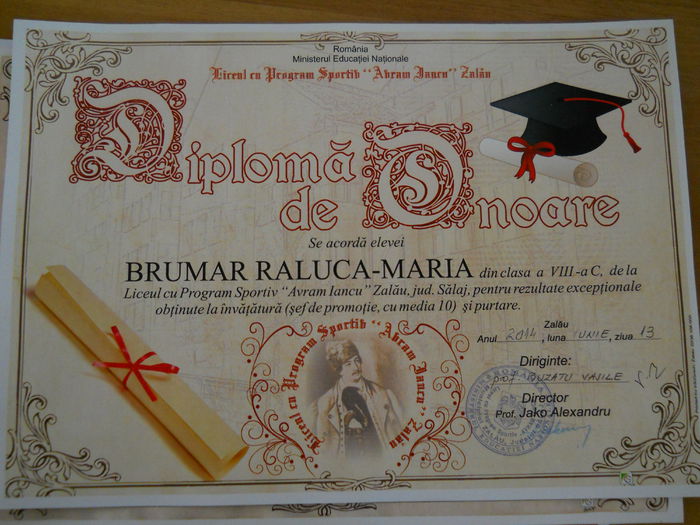 România
Ministerul Educației Naționale
Liceul cu Program Sportiv “Avram Iancu” Zalău
Diplomă
de Onoare
Se acordă elevei
BRUMAR RALUCA-MARIA din clasa a VIII-a C, de la
Liceul cu Program Sportiv “Avram Iancu” Zalău, jud. Sălaj, pentru rezultate excepționale
obținute la învățătură (șef de promoție, cu media 10) și purtare.
Liceul cu Program Sportiv “Avram Iancu” Zalău
Zalău
Anul 2014, luna IUNIE, ziua 13
Diriginte:
prof. BUZATU VASILE
Director
Prof. Jako Alexandru